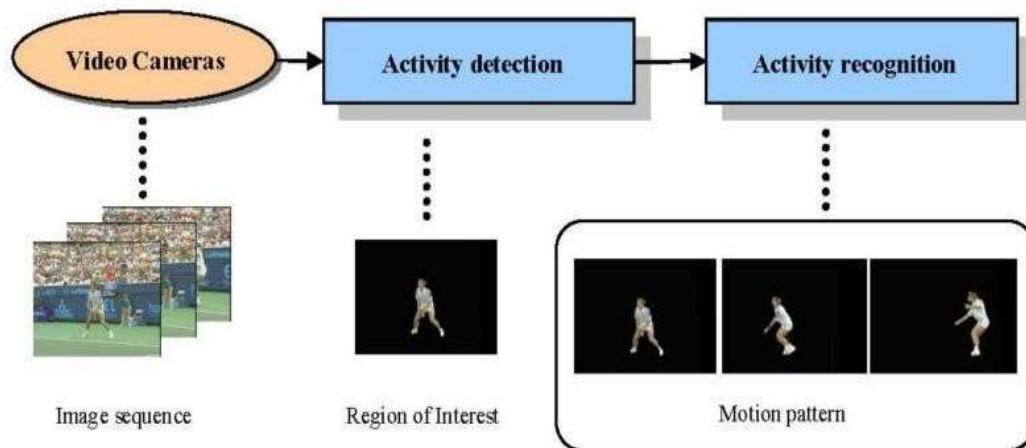 Video Cameras
Activity detection
Activity recognition
Image sequence
Region of Interest
Motion pattern